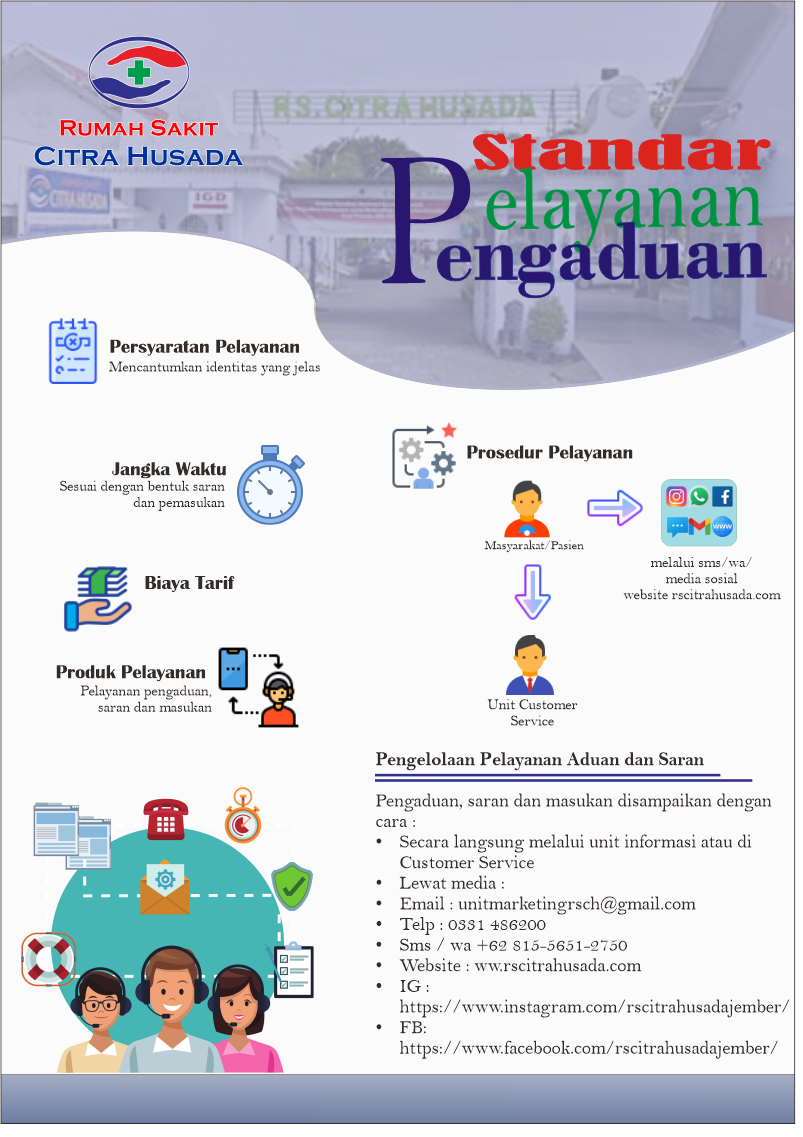 RUMAH SAKIT
CITRA HUSADA
RS.CITRA HUSADA
IGD
CITRA HUSADA
Standar
Pelayanan
Pengaduan
Persyaratan Pelayanan
Mencantumkan identitas yang jelas
Jangka Waktu
Sesuai dengan bentuk saran
dan pemasukan
Biaya Tarif
Produk Pelayanan
Pelayanan pengaduan,
saran dan masukan
Prosedur Pelayanan
Masyarakat/Pasien
www
melalui sms/wa/
media sosial
website rscitrahusada.com
Unit Customer
Service
Pengelolaan Pelayanan Aduan dan Saran
Pengaduan, saran dan masukan disampaikan dengan
cara :
• Secara langsung melalui unit informasi atau di
Customer Service
• Lewat media :
• Email : unitmarketingrsch@gmail.com
• Telp : 0331 486200
• Sms / wa +62 815-5651-2750
• Website : ww.rscitrahusada.com
• IG :
https://www.instagram.com/rscitrahusadajember/
• FB:
https://www.facebook.com/rscitrahusadajember/